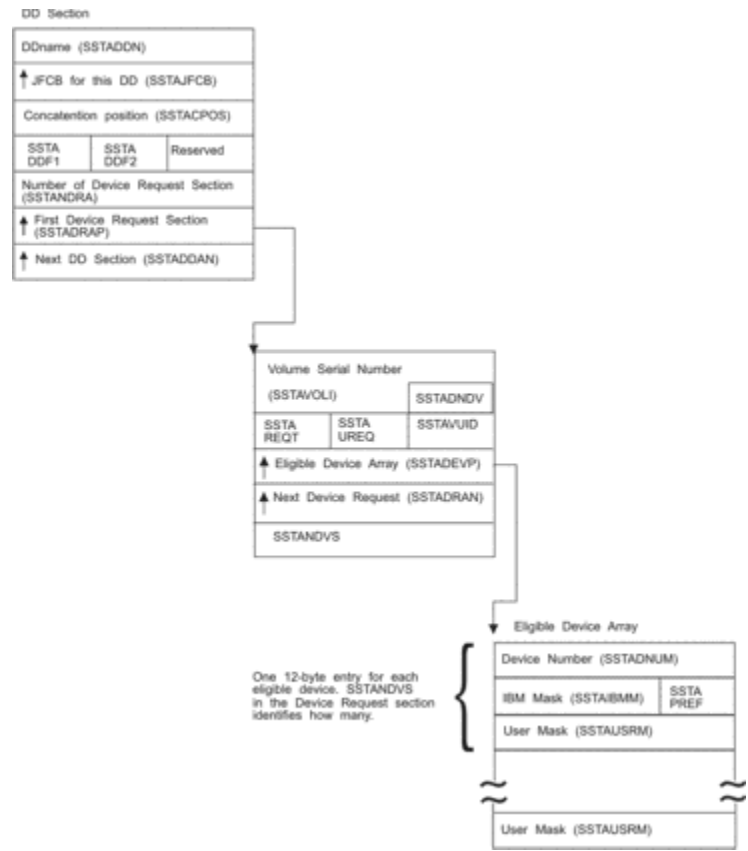 DD Section
DDname (SSTADDN)
JFCB for this DD (SSTAJFCB)
Concatention position (SSTACPOS)
SSTA
DDF1
SSTA
DDF2
Reserved
Number of Device Request Section
(SSTANDRA)
First Device Request Section
(SSTADRAP)
Next DD Section (SSTADDAN)
Volume Serial Number
(SSTAVOLI)
SSTADNDV
SSTA
REQT
SSTA
UREQ
SSTAVUID
Eligible Device Array (SSTADEVP)
Next Device Request (SSTADRAN)
SSTANDVS
Eligible Device Array
One 12-byte entry for each
eligible device. SSTANDVS
in the Device Request section
identifies how many.
Device Number (SSTADNUM)
IBM Mask (SSTAIBMM)
SSTA
PREF
User Mask (SSTAUSRM)
User Mask (SSTAUSRM)